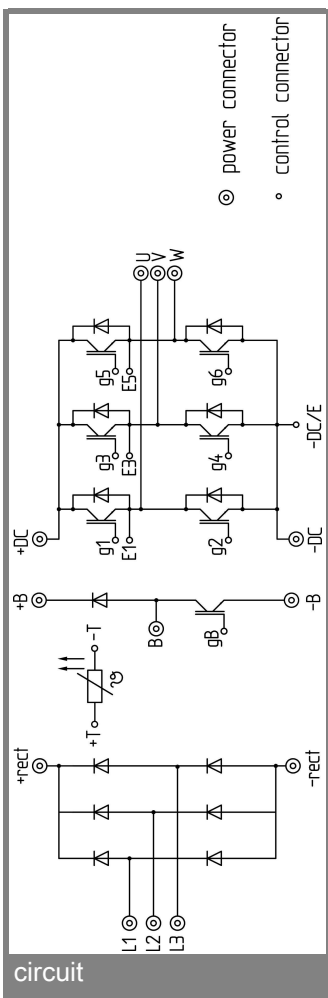 power connector
control connector
U
V
W
g5
E5
g6
g3
E3
g4
g1
E1
g2
+DC
-DC/E
-DC
+B
B
gB
-B
+T
-T
ϑ
+rect
-rect
L1
L2
L3
circuit